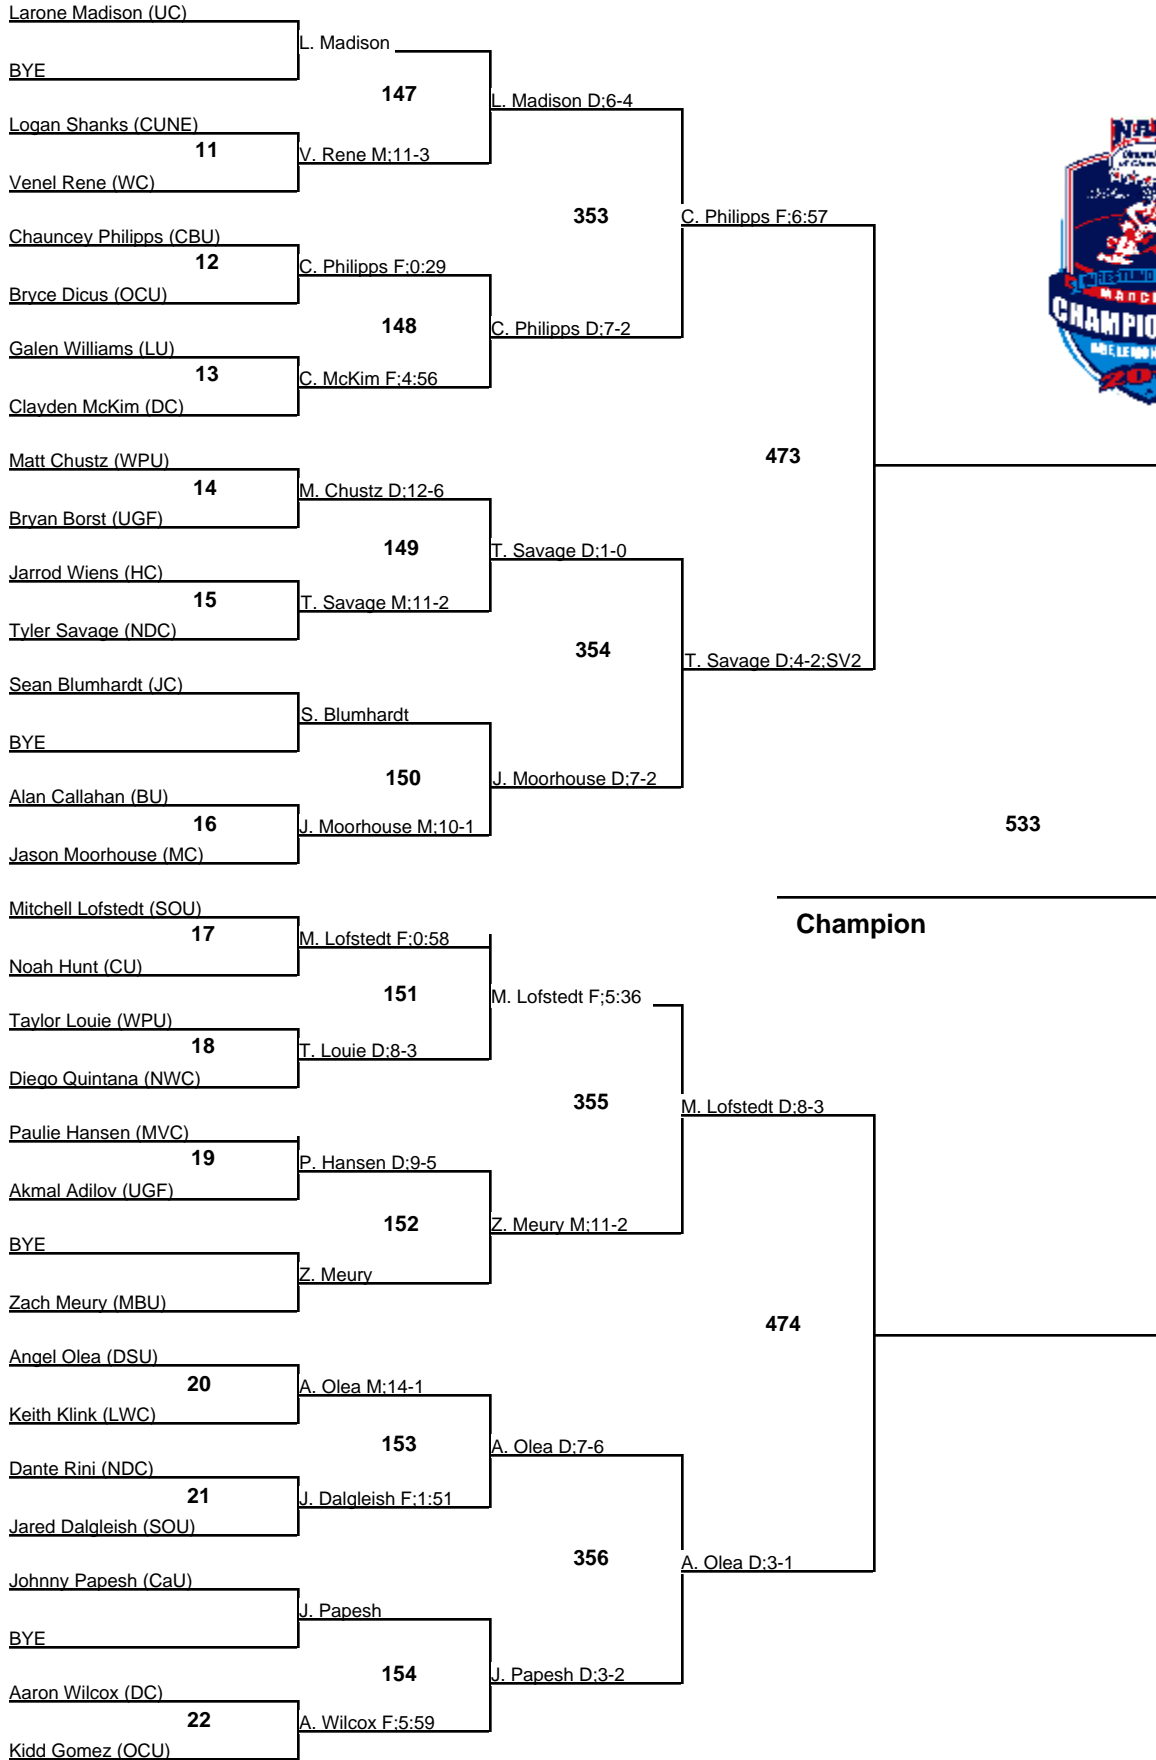 Larone Madison (UC)
L. Madison
BYE
147
L. Madison D;6-4
Logan Shanks (CUNE)
11
V. Rene M;11-3
Venel Rene (WC)
353
C. Philipps F;6:57
Chauncey Philipps (CBU)
12
C. Philipps F;0:29
Bryce Dicus (OCU)
148
C. Philipps D;7-2
Galen Williams (LU)
13
C. McKim F;4:56
Clayden McKim (DC)
473
Matt Chustz (WPU)
14
M. Chustz D;12-6
Bryan Borst (UGF)
149
T. Savage D;1-0
Jarrod Wiens (HC)
15
T. Savage M;11-2
Tyler Savage (NDC)
354
T. Savage D;4-2;SV2
Sean Blumhardt (JC)
S. Blumhardt
BYE
150
J. Moorhouse D;7-2
Alan Callahan (BU)
16
J. Moorhouse M;10-1
533
Jason Moorhouse (MC)
Mitchell Lofstedt (SOU)
Champion
17
M. Lofstedt F;0:58
Noah Hunt (CU)
151
M. Lofstedt F;5:36
Taylor Louie (WPU)
18
T. Louie D;8-3
Diego Quintana (NWC)
355
M. Lofstedt D;8-3
Paulie Hansen (MVC)
19
P. Hansen D;9-5
Akmal Adilov (UGF)
152
Z. Meury M;11-2
BYE
Z. Meury
Zach Meury (MBU)
474
Angel Olea (DSU)
20
A. Olea M;14-1
Keith Klink (LWC)
153
A. Olea D;7-6
Dante Rini (NDC)
21
J. Dalgleish F;1:51
Jared Dalgleish (SOU)
356
A. Olea D;3-1
Johnny Papesh (CaU)
J. Papesh
BYE
154
J. Papesh D;3-2
Aaron Wilcox (DC)
22
A. Wilcox F;5:59
Kidd Gomez (OCU)